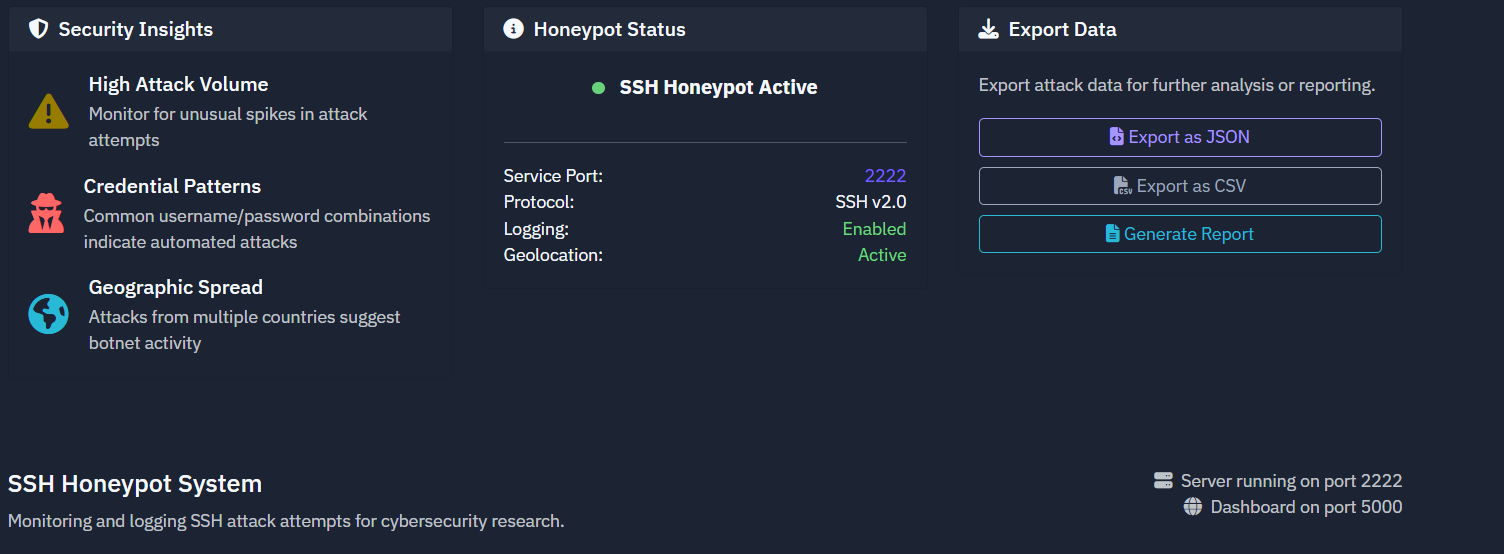 Security Insights
High Attack Volume
Monitor for unusual spikes in attack
attempts
Credential Patterns
Common username/password combinations
indicate automated attacks
Geographic Spread
Attacks from multiple countries suggest
botnet activity
Honeypot Status
SSH Honeypot Active
Service Port: 2222
Protocol: SSH v2.0
Logging: Enabled
Geolocation: Active
Export Data
Export attack data for further analysis or reporting.
Export as JSON
CSV Export as CSV
Generate Report
SSH Honeypot System
Monitoring and logging SSH attack attempts for cybersecurity research.
Server running on port 2222
Dashboard on port 5000